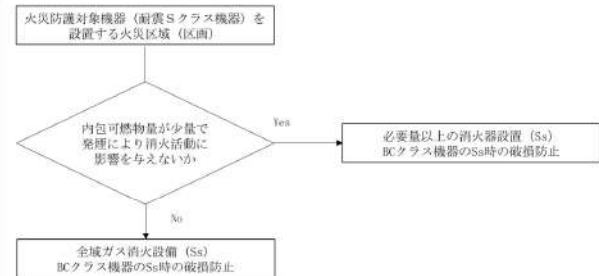 火災防護対象機器（耐震Ｓクラス機器）を
設置する火災区域（区画）
内包可燃物量が少量で
発煙により消火活動に
影響を与えないか
Yes
必要量以上の消火器設置（Ss）
BCクラス機器のSs時の破損防止
No
全域ガス消火設備（Ss）
BCクラス機器のSs時の破損防止